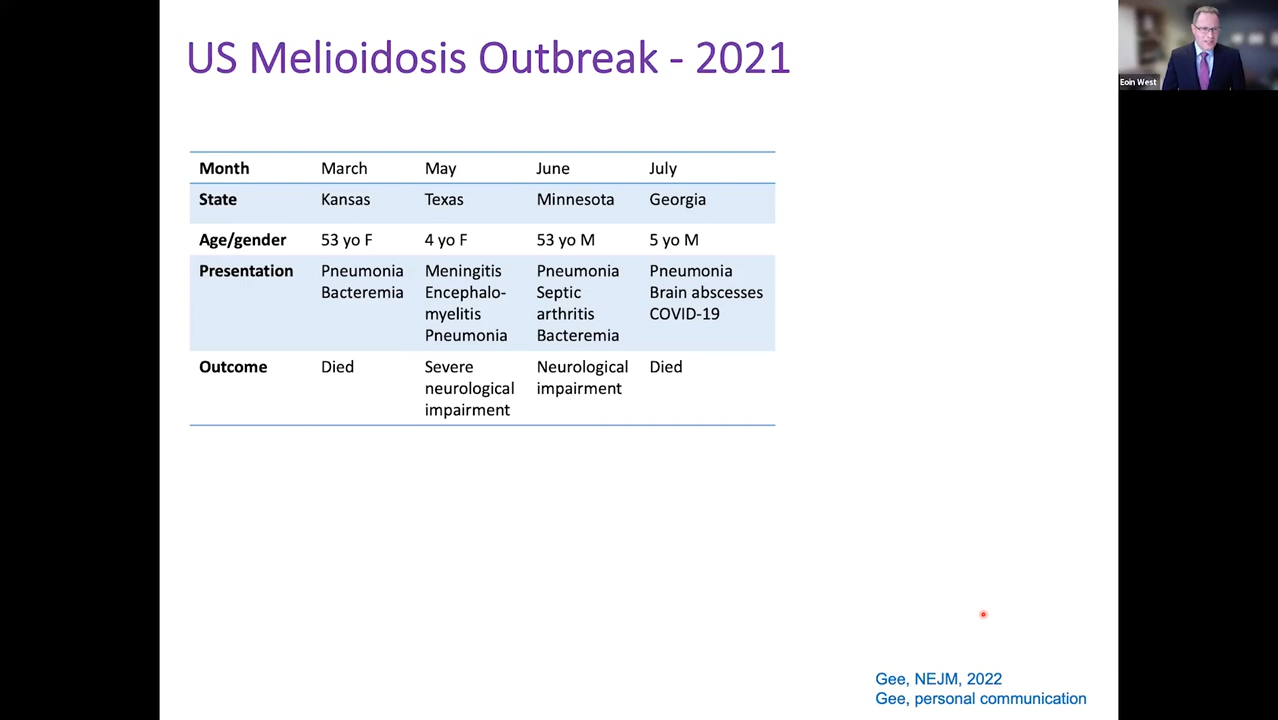 US Melioidosis Outbreak - 2021
Eoin West
Month March May June July
State Kansas Texas Minnesota Georgia
Age/gender 53 yo F 4 yo F 53 yo M 5 yo M
Presentation Pneumonia Meningitis Pneumonia Pneumonia
Bacteremia Encephalo- Septic Brain abscesses
myelitis arthritis COVID-19
Pneumonia Bacteremia
Outcome Died Severe Neurological Died
neurological impairment
impairment
Gee, NEJM, 2022
Gee, personal communication